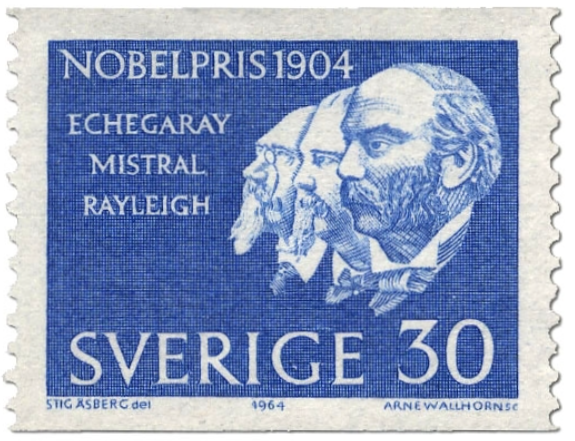 NOBELPRIS 1904
ECHEGARAY
MISTRAL
RAYLEIGH
SVERIGE 30
STIG ÅSBERG del 1964 ARNE WALLHORN sc